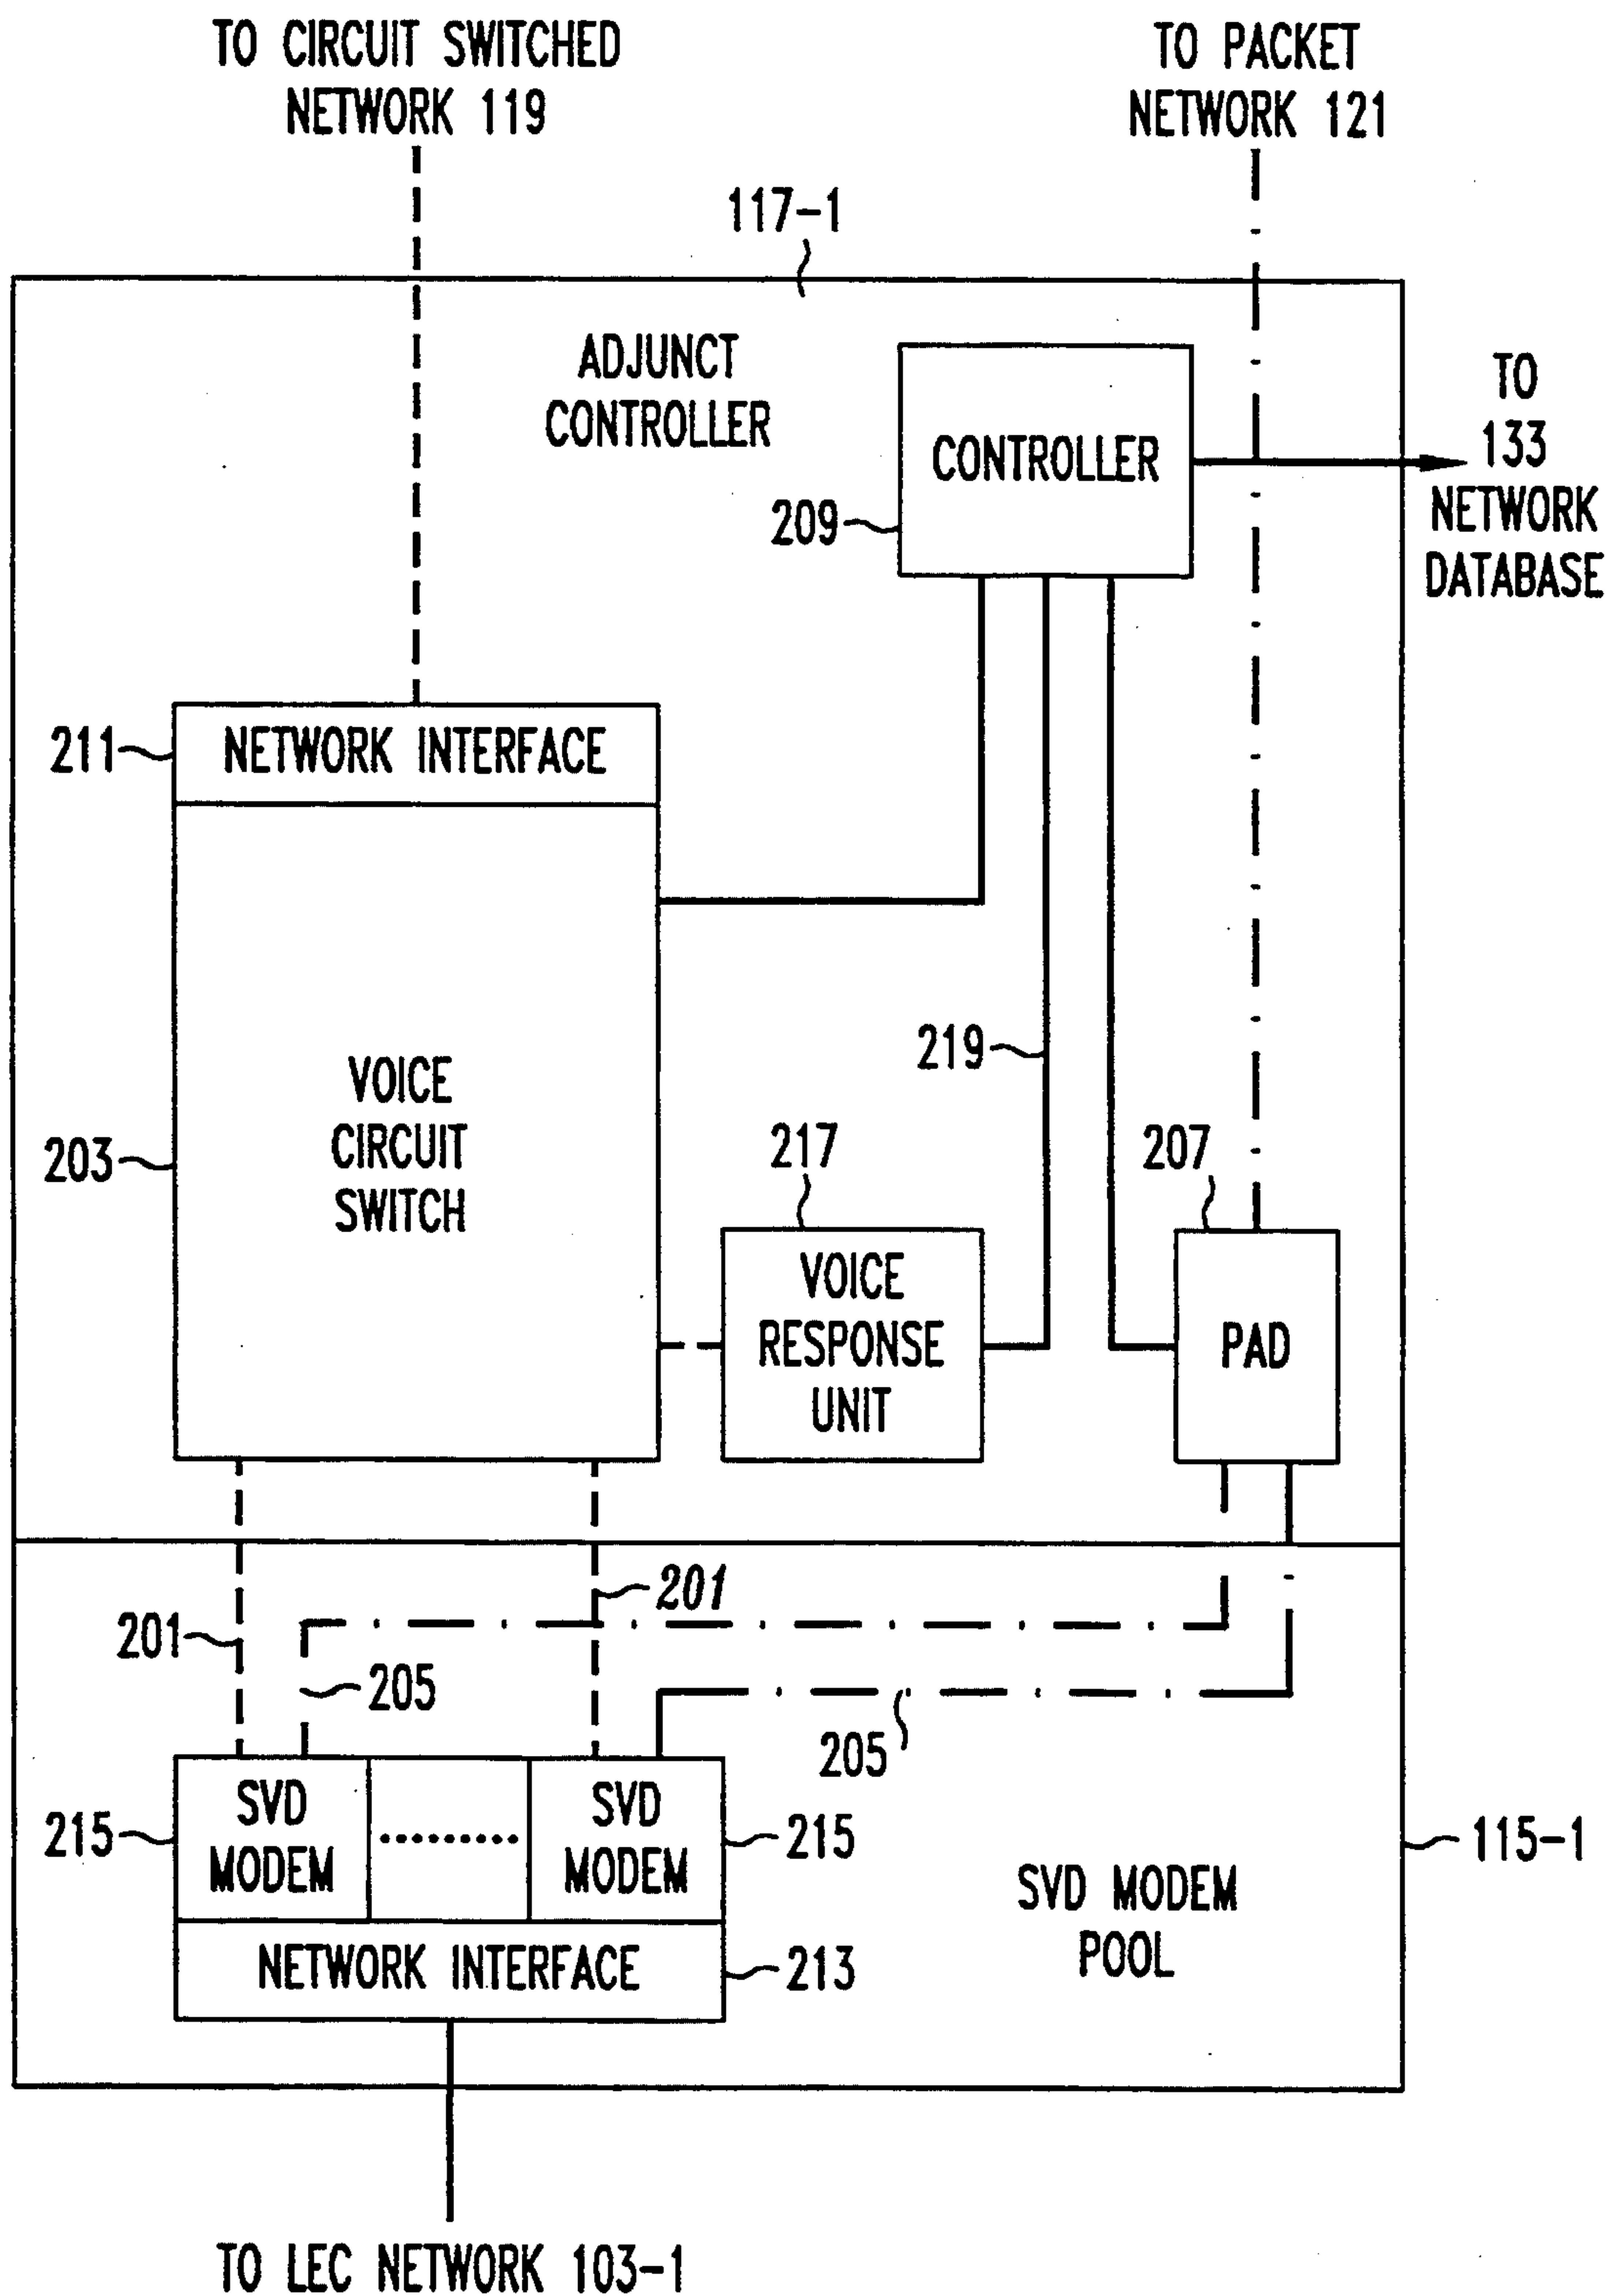 TO CIRCUIT SWITCHED
NETWORK 119
TO PACKET
NETWORK 121
117-1
ADJUNCT
CONTROLLER
CONTROLLER
209
TO
133
NETWORK
DATABASE
211
NETWORK INTERFACE
219
VOICE
CIRCUIT
SWITCH
203
217
207
VOICE
RESPONSE
UNIT
PAD
201
201
205
205
215
SVD
MODEM
.........
SVD
MODEM
215
115-1
SVD MODEM
POOL
NETWORK INTERFACE
213
TO LEC NETWORK 103-1